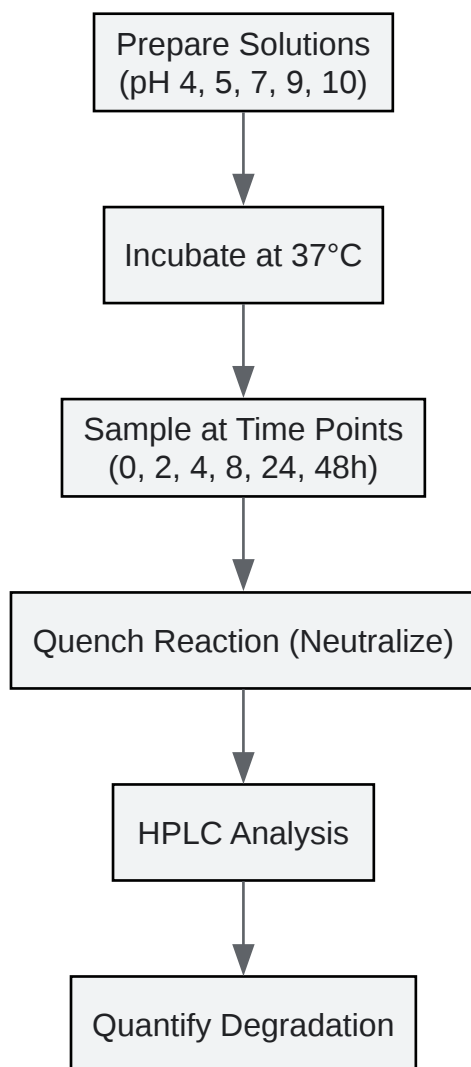 Prepare Solutions
(pH 4, 5, 7, 9, 10)
Incubate at 37°C
Sample at Time Points
(0, 2, 4, 8, 24, 48h)
Quench Reaction (Neutralize)
HPLC Analysis
Quantify Degradation